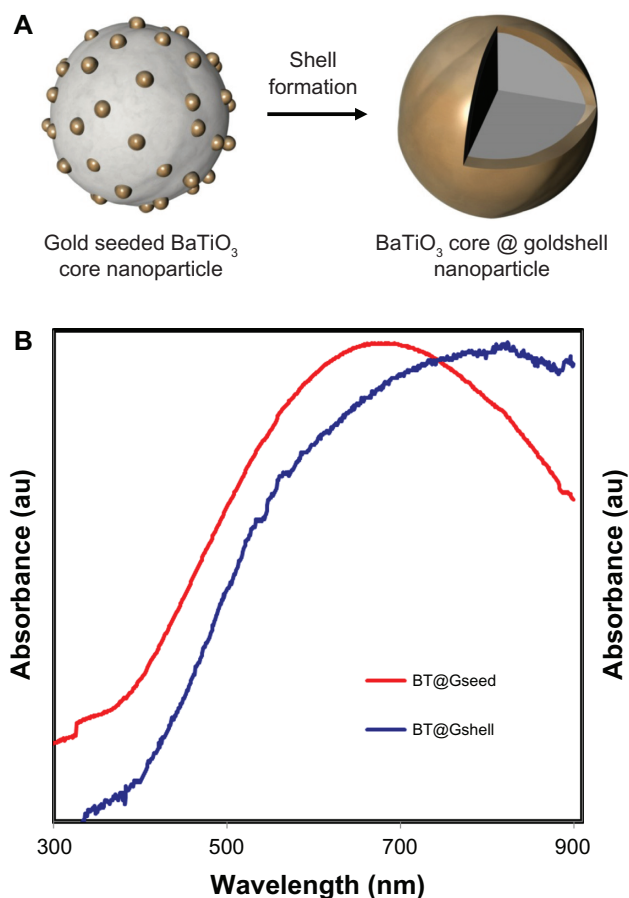 A
Shell
formation
Gold seeded BaTiO₃
core nanoparticle
BaTiO₃ core @ goldshell
nanoparticle
B
Absorbance (au)
Absorbance (au)
BT@Gseed
BT@Gshell
300
500
700
900
Wavelength (nm)